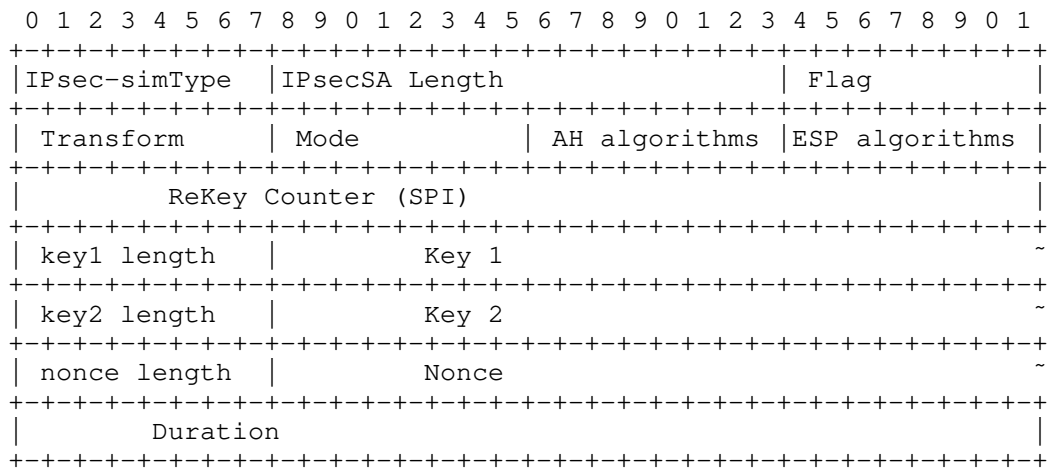 0 1 2 3 4 5 6 7 8 9 0 1 2 3 4 5 6 7 8 9 0 1 2 3 4 5 6 7 8 9 0 1
+-+-+-+-+-+-+-+-+-+-+-+-+-+-+-+-+-+-+-+-+-+-+-+-+-+-+-+-+-+-+-+-+
|IPsec-simType  |IPsecSA Length                 | Flag          |
+-+-+-+-+-+-+-+-+-+-+-+-+-+-+-+-+-+-+-+-+-+-+-+-+-+-+-+-+-+-+-+-+
| Transform     | Mode          | AH algorithms |ESP algorithms |
+-+-+-+-+-+-+-+-+-+-+-+-+-+-+-+-+-+-+-+-+-+-+-+-+-+-+-+-+-+-+-+-+
|         ReKey Counter (SPI)                                   |
+-+-+-+-+-+-+-+-+-+-+-+-+-+-+-+-+-+-+-+-+-+-+-+-+-+-+-+-+-+-+-+-+
| key1 length   |         Key 1                                 ~
+-+-+-+-+-+-+-+-+-+-+-+-+-+-+-+-+-+-+-+-+-+-+-+-+-+-+-+-+-+-+-+-+
| key2 length   |         Key 2                                 ~
+-+-+-+-+-+-+-+-+-+-+-+-+-+-+-+-+-+-+-+-+-+-+-+-+-+-+-+-+-+-+-+-+
| nonce length  |         Nonce                                 ~
+-+-+-+-+-+-+-+-+-+-+-+-+-+-+-+-+-+-+-+-+-+-+-+-+-+-+-+-+-+-+-+-+
|        Duration                                               |
+-+-+-+-+-+-+-+-+-+-+-+-+-+-+-+-+-+-+-+-+-+-+-+-+-+-+-+-+-+-+-+-+